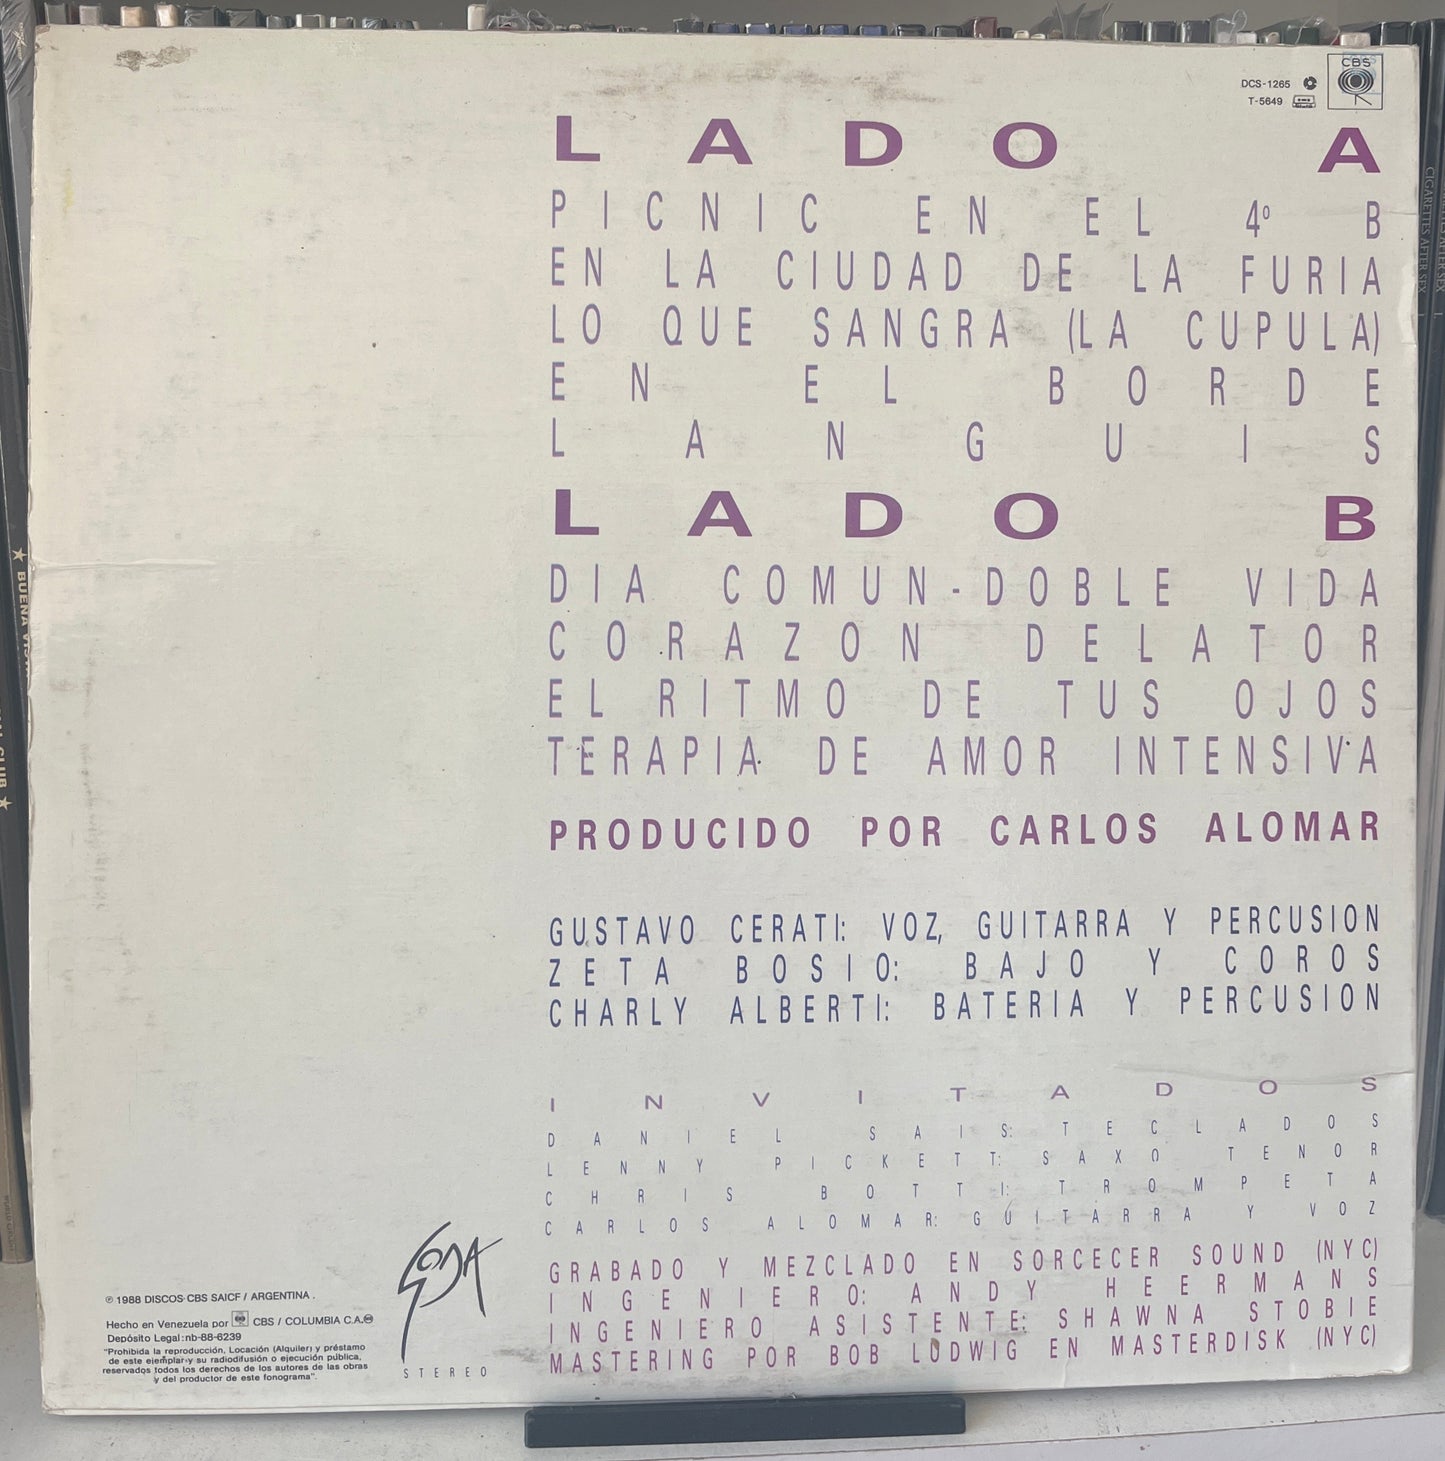 DCS-1265
T-5649
CBS
LADO A
PICNIC EN EL 4º B
EN LA CIUDAD DE LA FURIA
LO QUE SANGRA (LA CUPULA)
EN EL BORDE
LANGUIS
LADO B
DIA COMUN-DOBLE VIDA
CORAZON DELATOR
EL RITMO DE TUS OJOS
TERAPIA DE AMOR INTENSIVA
PRODUCIDO POR CARLOS ALOMAR
GUSTAVO CERATI: VOZ, GUITARRA Y PERCUSION
ZETA BOSIO: BAJO Y COROS
CHARLY ALBERTI: BATERIA Y PERCUSION
INVITADOS
DANIEL SAIS: TECLADOS
LENNY PICKETT: SAXO TENOR
CHRIS BOTTI: TROMPETA
CARLOS ALOMAR: GUITARRA Y VOZ
GRABADO Y MEZCLADO EN SORCECER SOUND (NYC)
INGENIERO: ANDY HEERMANS
INGENIERO ASISTENTE: SHAWNA STOBIE
MASTERING POR BOB LUDWIG EN MASTERDISK (NYC)
SODA
STEREO
℗ 1988 DISCOS CBS SAICF / ARGENTINA.
Hecho en Venezuela por CBS / COLUMBIA C.A.
Depósito Legal: nb-88-6239
"Prohibida la reproducción, Locación (Alquiler) y préstamo
de este ejemplar y su radiodifusión o ejecución pública,
reservados todos los derechos de los autores de las obras
y del productor de este fonograma".
★ BUENA VISTA
CLUB ★
CIGARETTES AFTER SEX